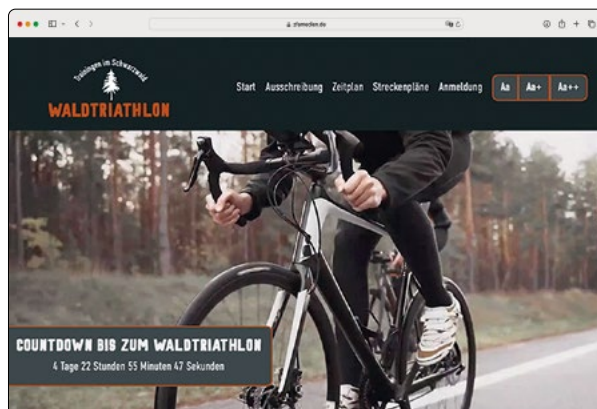 zfamedien.de
Trainingen im Schwarzwald
WALDTRIATHLON
Start Ausschreibung Zeitplan Streckenpläne Anmeldung Aa Aa+ Aa++
COUNTDOWN BIS ZUM WALDTRIATHLON
4 Tage 22 Stunden 55 Minuten 47 Sekunden